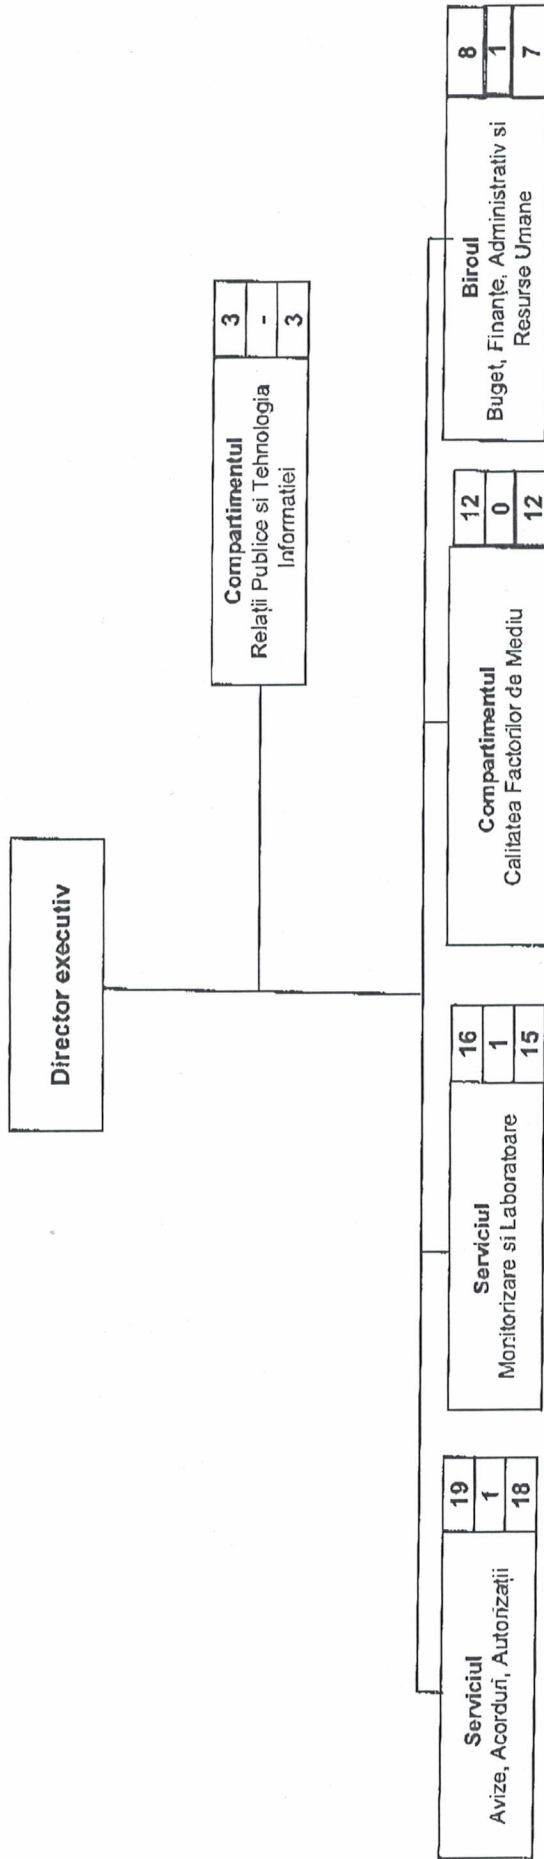 Director executiv
Compartimentul
Relații Publice si Tehnologia
Informatiei
3
-
3
Serviciul
Avize, Acorduri, Autorizații
19
1
18
Serviciul
Monitorizare si Laboratoare
16
1
15
Compartimentul
Calitatea Factorilor de Mediu
12
0
12
Biroul
Buget, Finanțe, Administrativ si
Resurse Umane
8
1
7